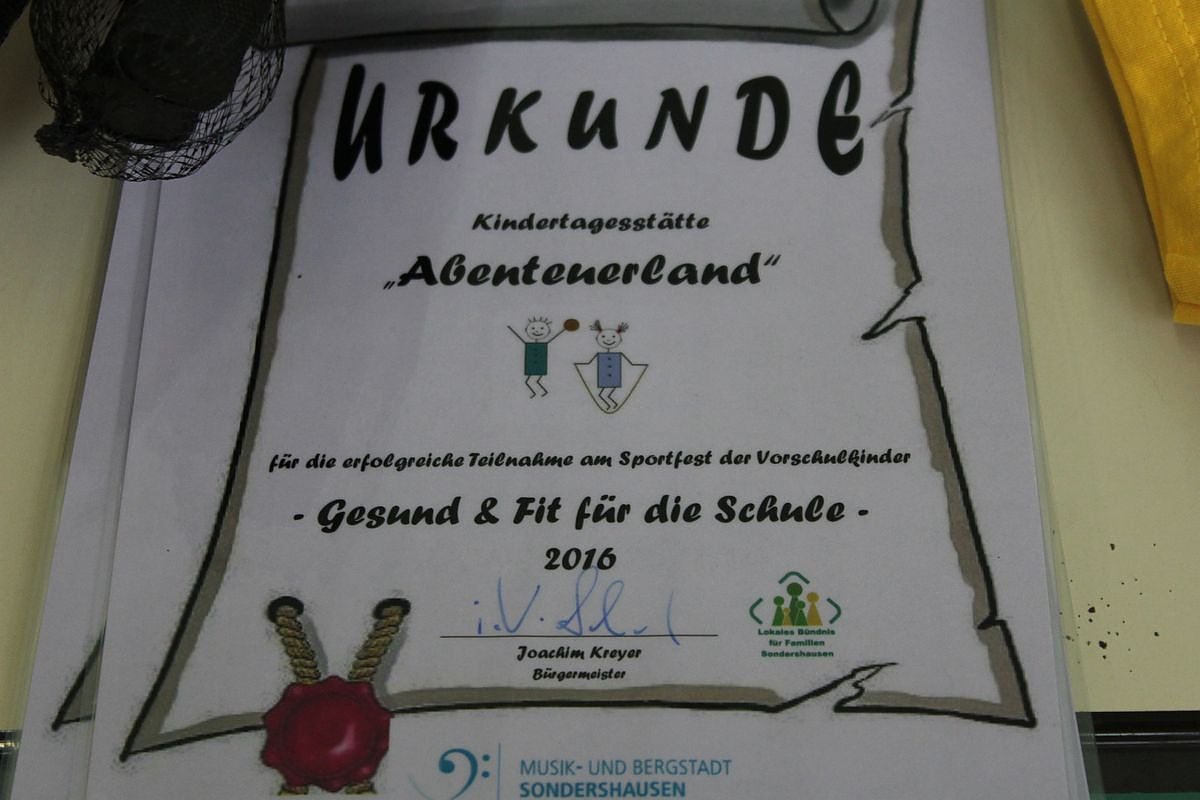 URKUNDE
Kindertagesstätte
„Abenteuerland“
für die erfolgreiche Teilnahme am Sportfest der Vorschulkinder
- Gesund & Fit für die Schule -
2016
i.V.
Joachim Kreyer
Bürgermeister
Lokales Bündnis
für Familien
Sondershausen
MUSIK- UND BERGSTADT
SONDERSHAUSEN